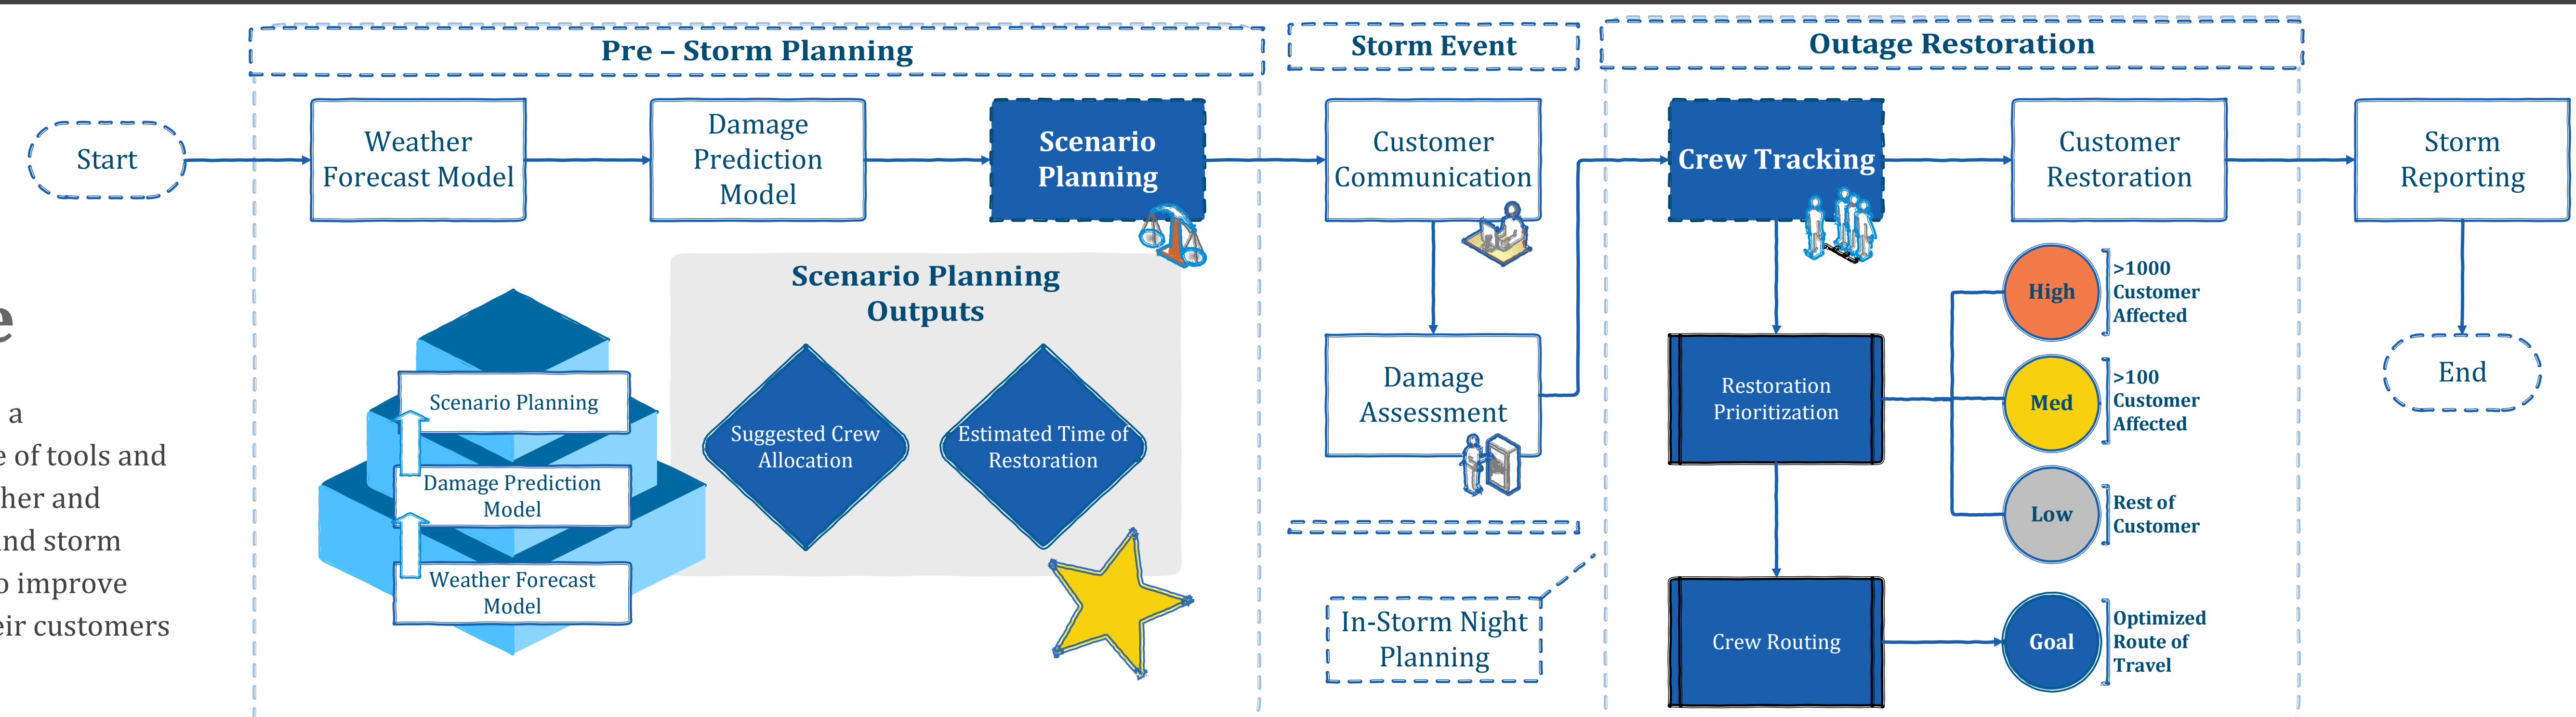 e
a
e of tools and
her and
nd storm
o improve
eir customers
Start
Pre – Storm Planning
Weather
Forecast Model
Damage
Prediction
Model
Scenario
Planning
Scenario Planning
Damage Prediction
Model
Weather Forecast
Model
Scenario Planning
Outputs
Suggested Crew
Allocation
Estimated Time of
Restoration
Storm Event
Customer
Communication
Damage
Assessment
In-Storm Night
Planning
Outage Restoration
Crew Tracking
Customer
Restoration
Restoration
Prioritization
High
>1000
Customer
Affected
Med
>100
Customer
Affected
Low
Rest of
Customer
Crew Routing
Goal
Optimized
Route of
Travel
Storm
Reporting
End